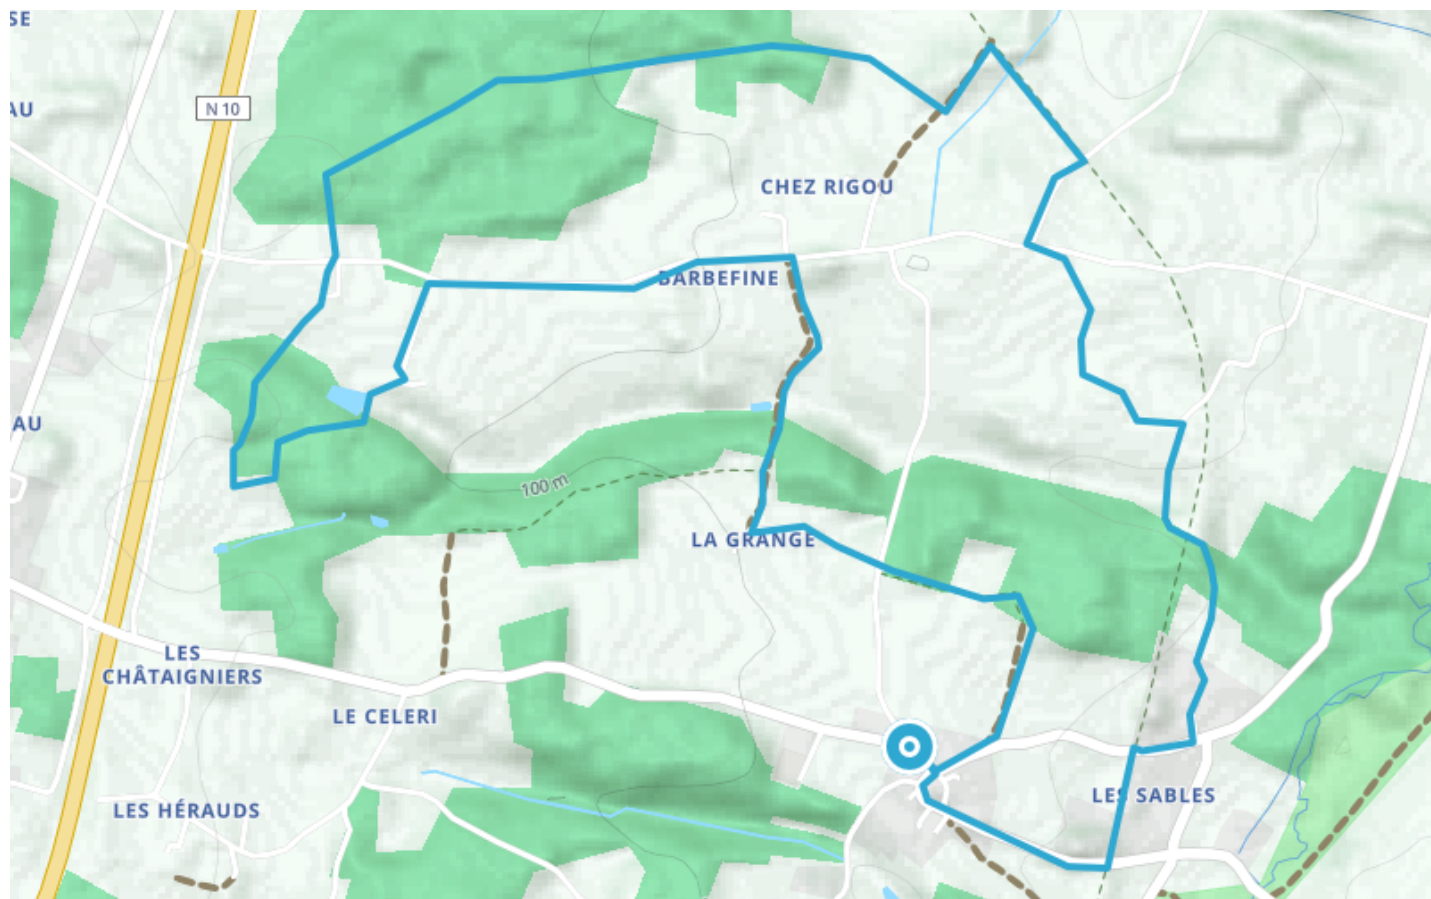 SE
AU
N 10
CHEZ RIGOU
BARBEFINE
AU
100 m
LA GRANGE
LES
CHÂTAIGNIERS
LE CELERI
LES SABLES
LES HÉRAUDS